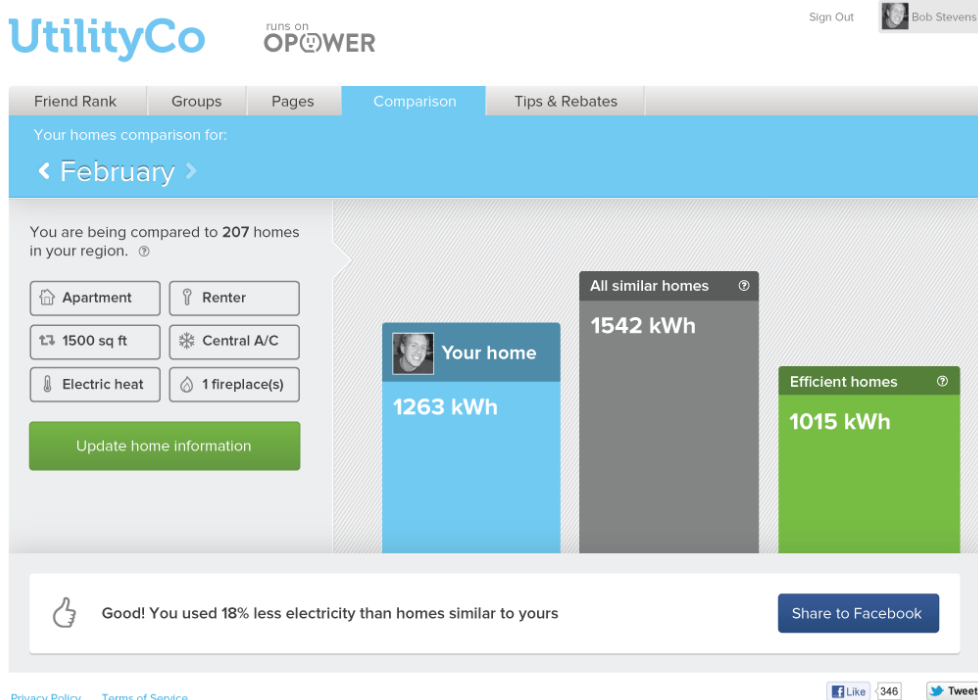 UtilityCo
runs on
OPOWER
Sign Out
Bob Stevens
Friend Rank
Groups
Pages
Comparison
Tips & Rebates
Your homes comparison for:
February
You are being compared to 207 homes
in your region. ?
Apartment
Renter
1500 sq ft
Central A/C
Electric heat
1 fireplace(s)
Update home information
Your home
1263 kWh
All similar homes ?
1542 kWh
Efficient homes ?
1015 kWh
Good! You used 18% less electricity than homes similar to yours
Share to Facebook
Privacy Policy
Terms of Service
Like
346
Tweet